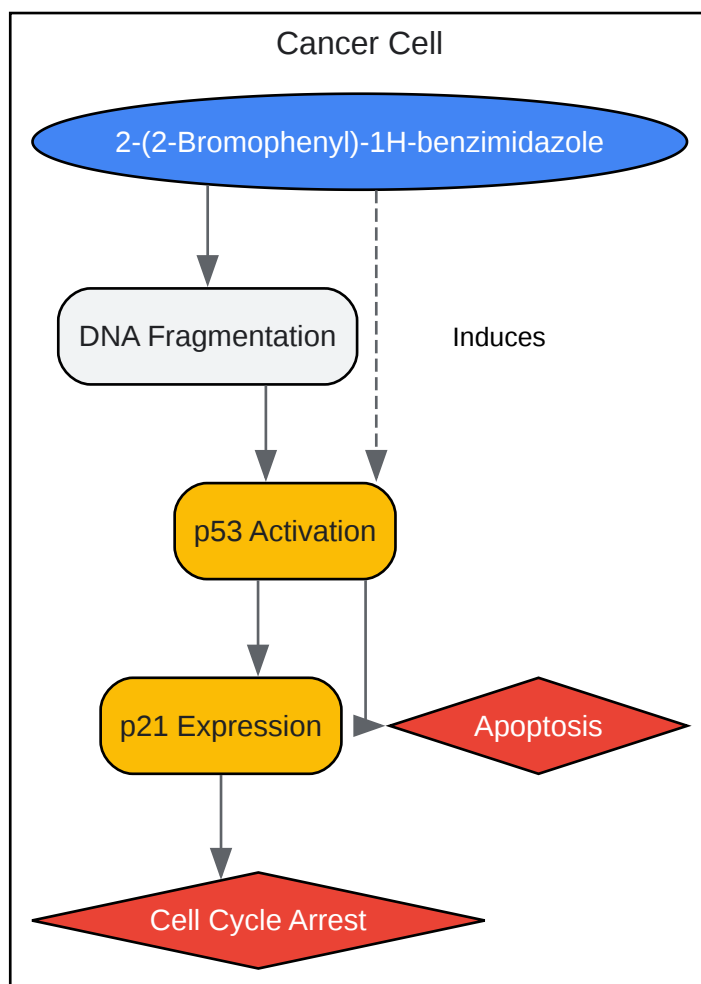 Cancer Cell
2-(2-Bromophenyl)-1H-benzimidazole
DNA Fragmentation
Induces
p53 Activation
p21 Expression
Apoptosis
Cell Cycle Arrest